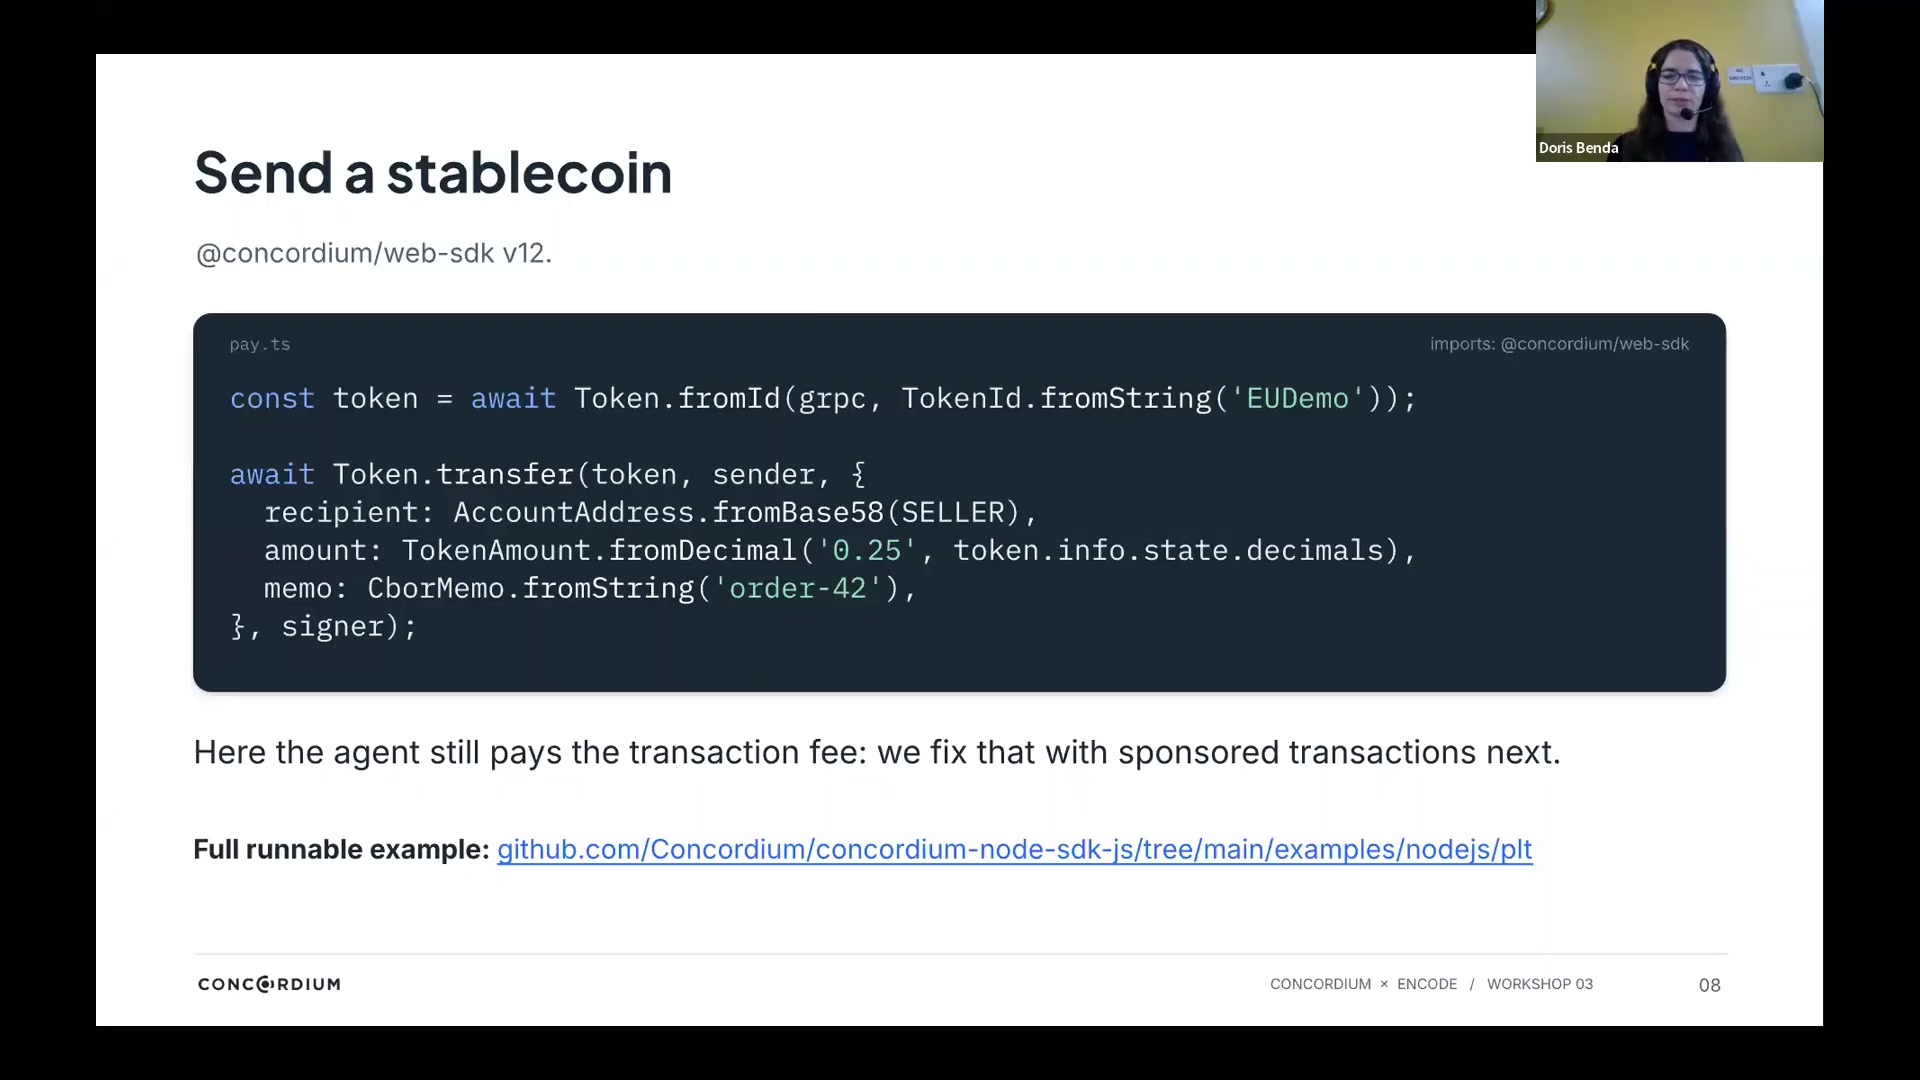 Doris Benda
Send a stablecoin
@concordium/web-sdk v12.
pay.ts
imports: @concordium/web-sdk
const token = await Token.fromId(grpc, TokenId.fromString('EUDemo'));
await Token.transfer(token, sender, {
recipient: AccountAddress.fromBase58(SELLER),
amount: TokenAmount.fromDecimal('0.25', token.info.state.decimals),
memo: CborMemo.fromString('order-42'),
}, signer);
Here the agent still pays the transaction fee: we fix that with sponsored transactions next.
Full runnable example: github.com/Concordium/concordium-node-sdk-js/tree/main/examples/nodejs/plt
CONCORDIUM
CONCORDIUM × ENCODE / WORKSHOP 03
08